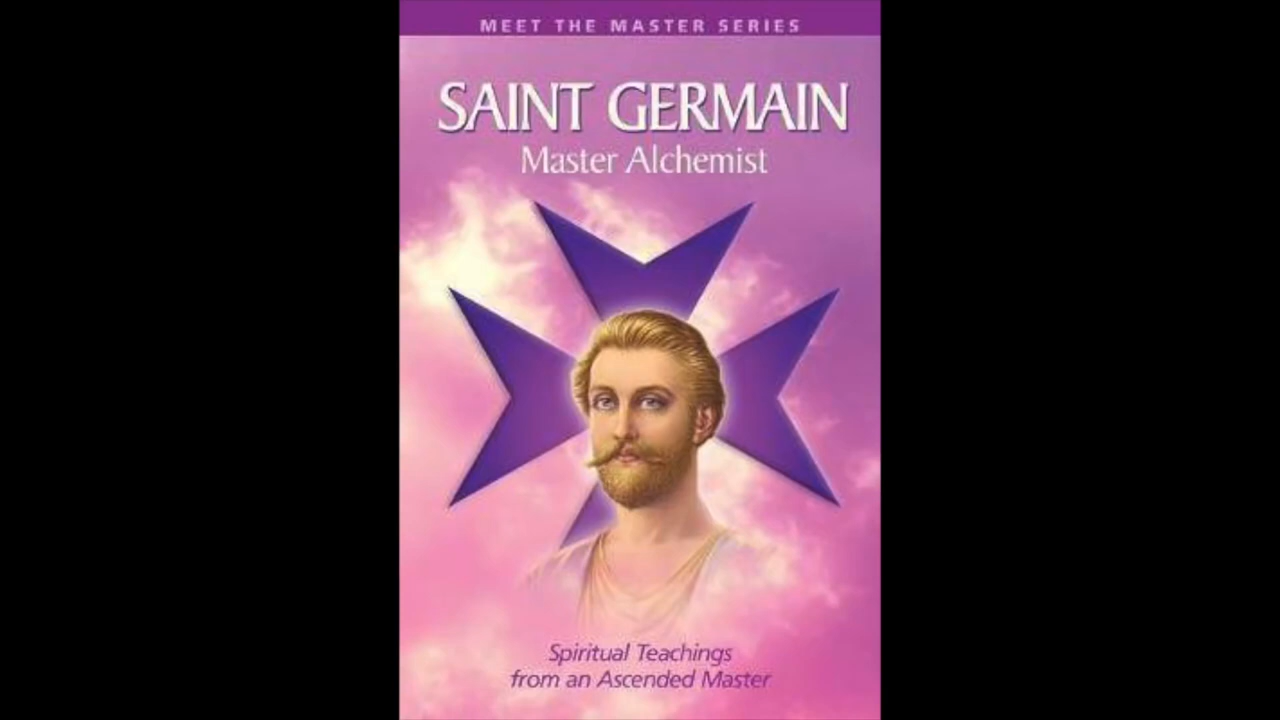 MEET THE MASTER SERIES
SAINT GERMAIN
Master Alchemist
Spiritual Teachings
from an Ascended Master